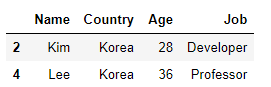 Name Country Age Job
2 Kim Korea 28 Developer
4 Lee Korea 36 Professor